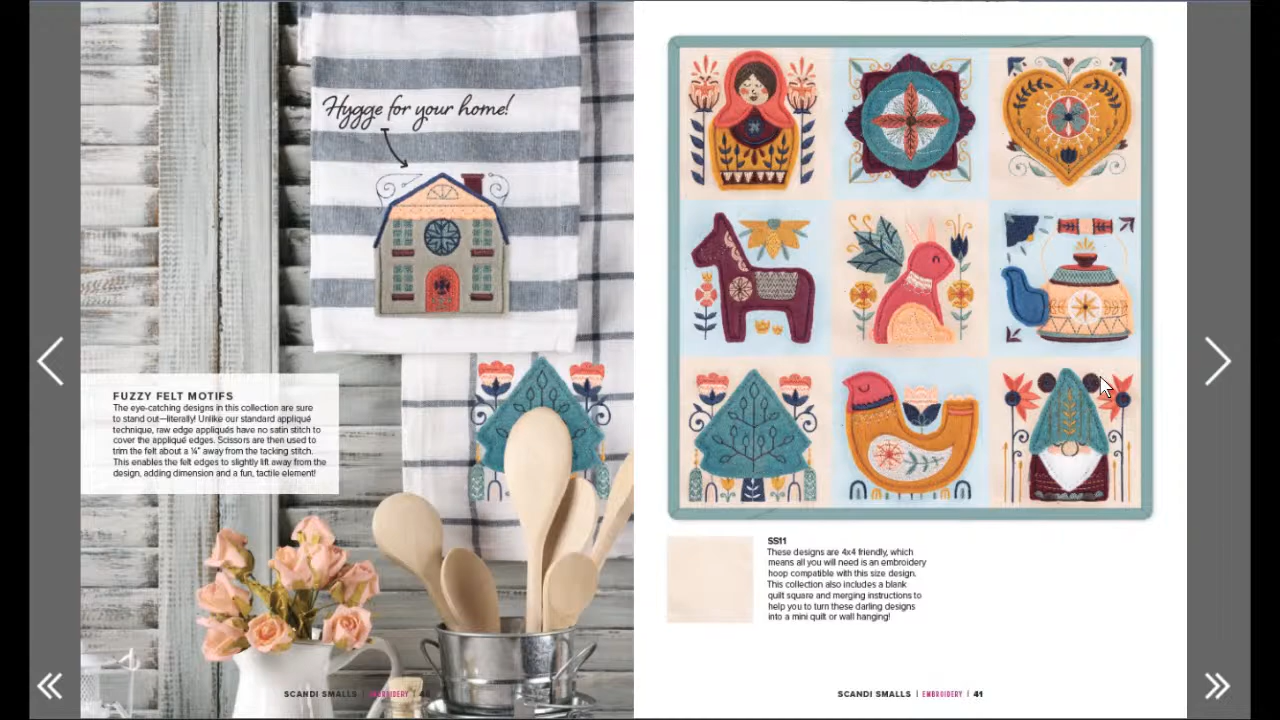 Hygge for your home!
FUZZY FELT MOTIFS
The eye-catching designs in this collection are sure
to stand out—literally! Unlike our standard appliqué
technique, raw edge appliqués have no satin stitch to
cover the appliqué edges. Scissors are then used to
trim the felt about a ¼" away from the tacking stitch.
This enables the felt edges to slightly lift away from the
design, adding dimension and a fun, tactile element!
SCANDI SMALLS | EMBROIDERY | 40
SS11
These designs are 4x4 friendly, which
means all you will need is an embroidery
hoop compatible with this size design.
This collection also includes a blank
quilt square and merging instructions to
help you to turn these darling designs
into a mini quilt or wall hanging!
SCANDI SMALLS | EMBROIDERY | 41